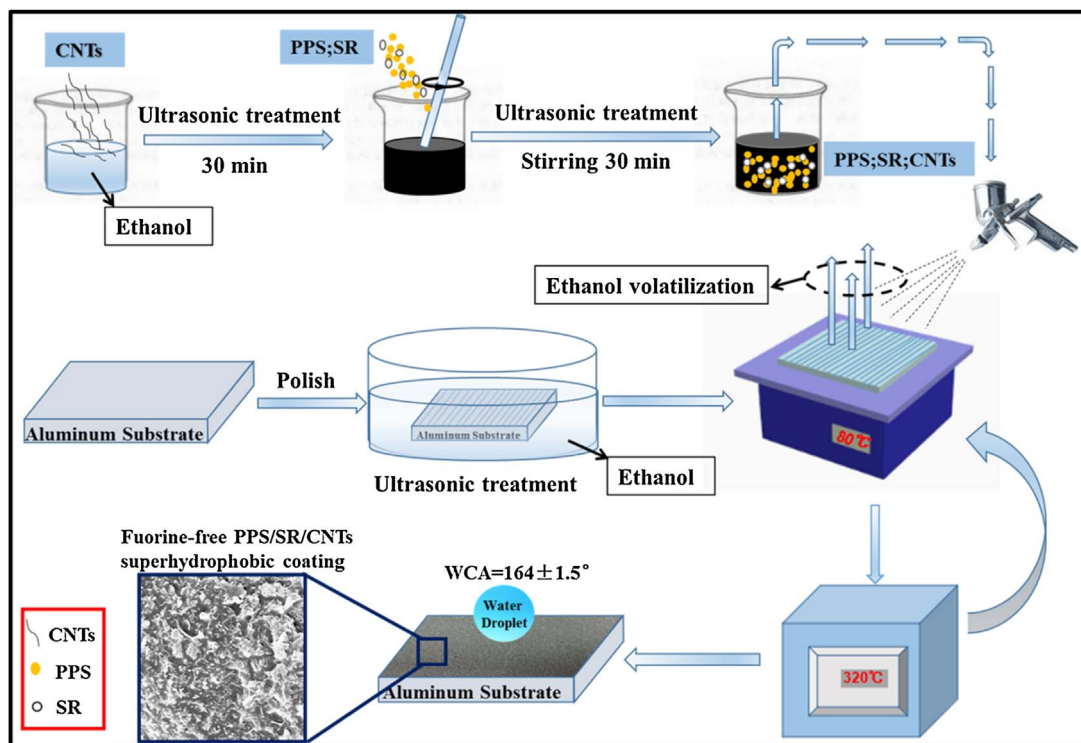 CNTs
PPS;SR
Ultrasonic treatment
30 min
Ultrasonic treatment
Stirring 30 min
PPS;SR;CNTs
Ethanol
Ethanol volatilization
Polish
Aluminum Substrate
Aluminum Substrate
80℃
Ultrasonic treatment
Ethanol
Fuorine-free PPS/SR/CNTs
superhydrophobic coating
WCA=164±1.5°
Water
Droplet
CNTs
PPS
SR
Aluminum Substrate
320℃